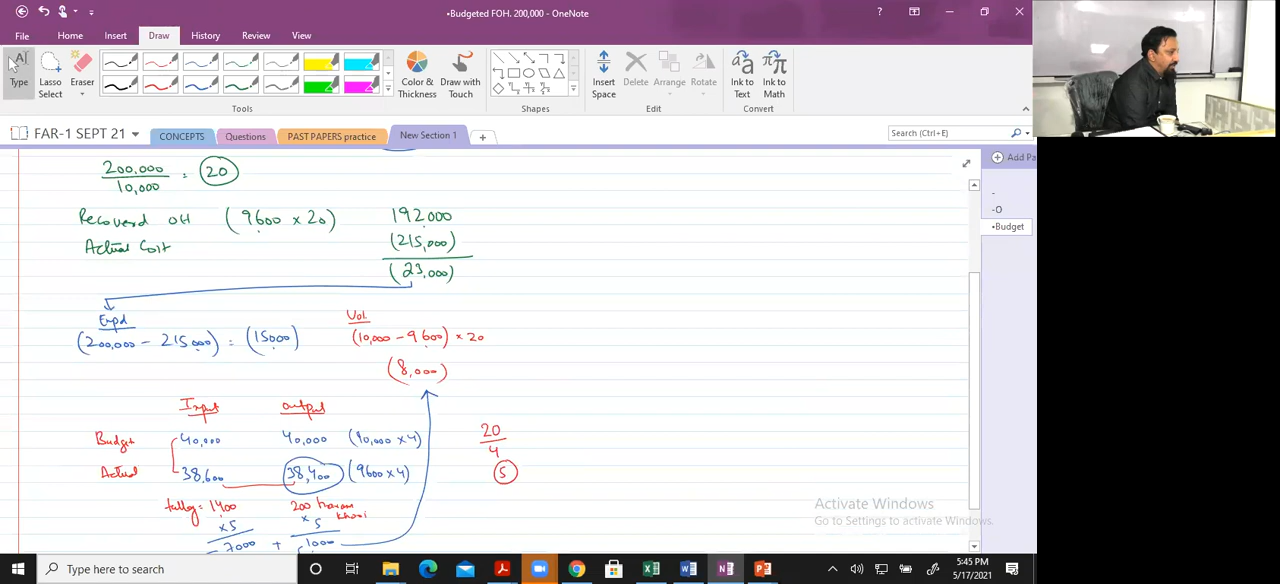 •Budgeted FOH. 200,000 - OneNote
File Home Insert Draw History Review View
Type Lasso Select Eraser Color & Thickness Draw with Touch Insert Space Delete Arrange Rotate Ink to Text Ink to Math
Tools Shapes Edit Convert
FAR-1 SEPT 21 CONCEPTS Questions PAST PAPERS practice New Section 1 Search (Ctrl+E)
Add Pa
-
-O
•Budget
200,000
10,000 : 20
Recovered OH (9600 × 20) 192000
Actual Cost (215,000)
(23,000)
Expd Vol
(200,000 - 215000) = (15000) (10,000 - 9600) × 20
(8,000)
Input output
Budget 40,000 40,000 (10,000 × 4) 20
4
Actual 38,600 38,400 (9600 × 4) 5
1400 200 haram khori
×5 × 5
7000 + 1000
Activate Windows
Go to Settings to activate Windows.
Type here to search
5:45 PM
5/17/2021